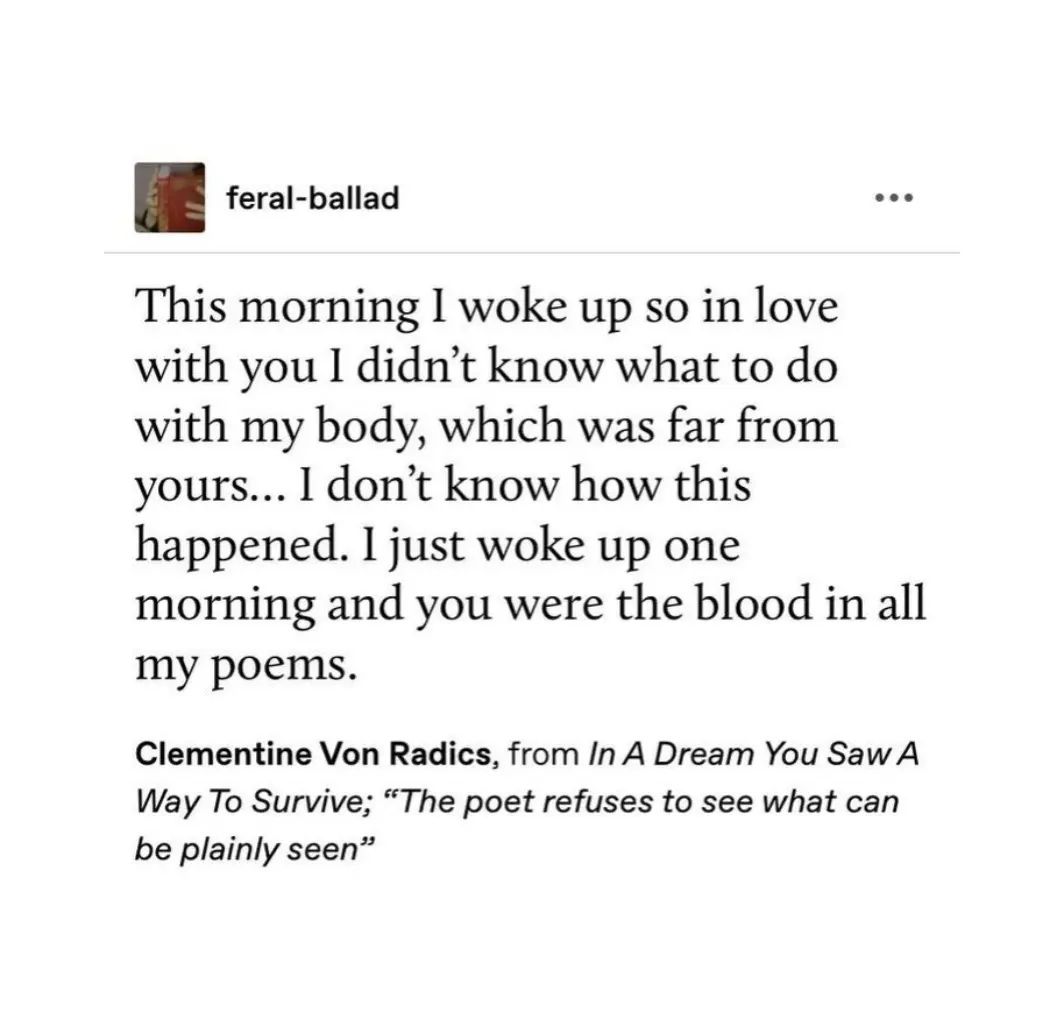 feral-ballad
This morning I woke up so in love
with you I didn’t know what to do
with my body, which was far from
yours... I don’t know how this
happened. I just woke up one
morning and you were the blood in all
my poems.
Clementine Von Radics, from In A Dream You Saw A
Way To Survive; “The poet refuses to see what can
be plainly seen”